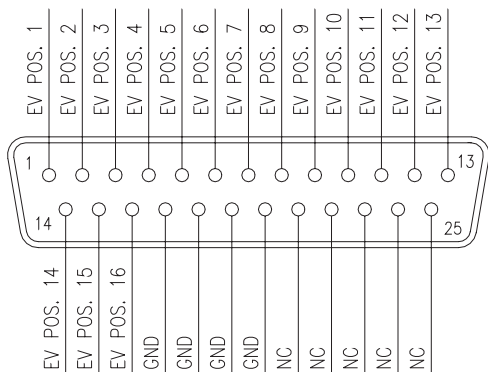 EV POS. 1
EV POS. 2
EV POS. 3
EV POS. 4
EV POS. 5
EV POS. 6
EV POS. 7
EV POS. 8
EV POS. 9
EV POS. 10
EV POS. 11
EV POS. 12
EV POS. 13
1
13
14
25
EV POS. 14
EV POS. 15
EV POS. 16
GND
GND
GND
GND
NC
NC
NC
NC
NC